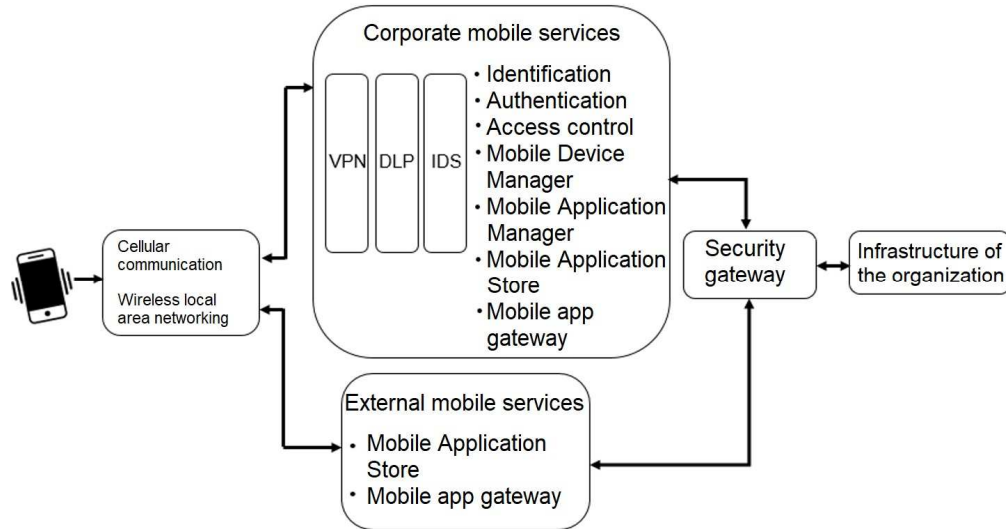 Corporate mobile services
VPN
DLP
IDS
• Identification
• Authentication
• Access control
• Mobile Device
Manager
• Mobile Application
Manager
• Mobile Application
Store
• Mobile app
gateway
Cellular
communication
Wireless local
area networking
Security
gateway
Infrastructure of
the organization
External mobile services
• Mobile Application
Store
• Mobile app gateway